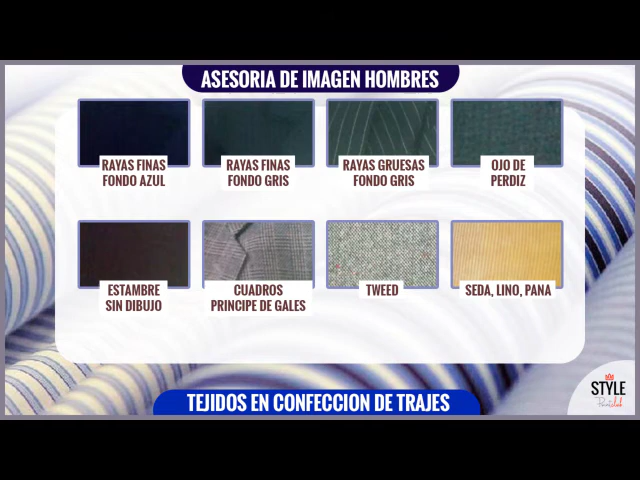 ASESORIA DE IMAGEN HOMBRES
RAYAS FINAS
FONDO AZUL
RAYAS FINAS
FONDO GRIS
RAYAS GRUESAS
FONDO GRIS
OJO DE
PERDIZ
ESTAMBRE
SIN DIBUJO
CUADROS
PRINCIPE DE GALES
TWEED
SEDA, LINO, PANA
TEJIDOS EN CONFECCION DE TRAJES
STYLE